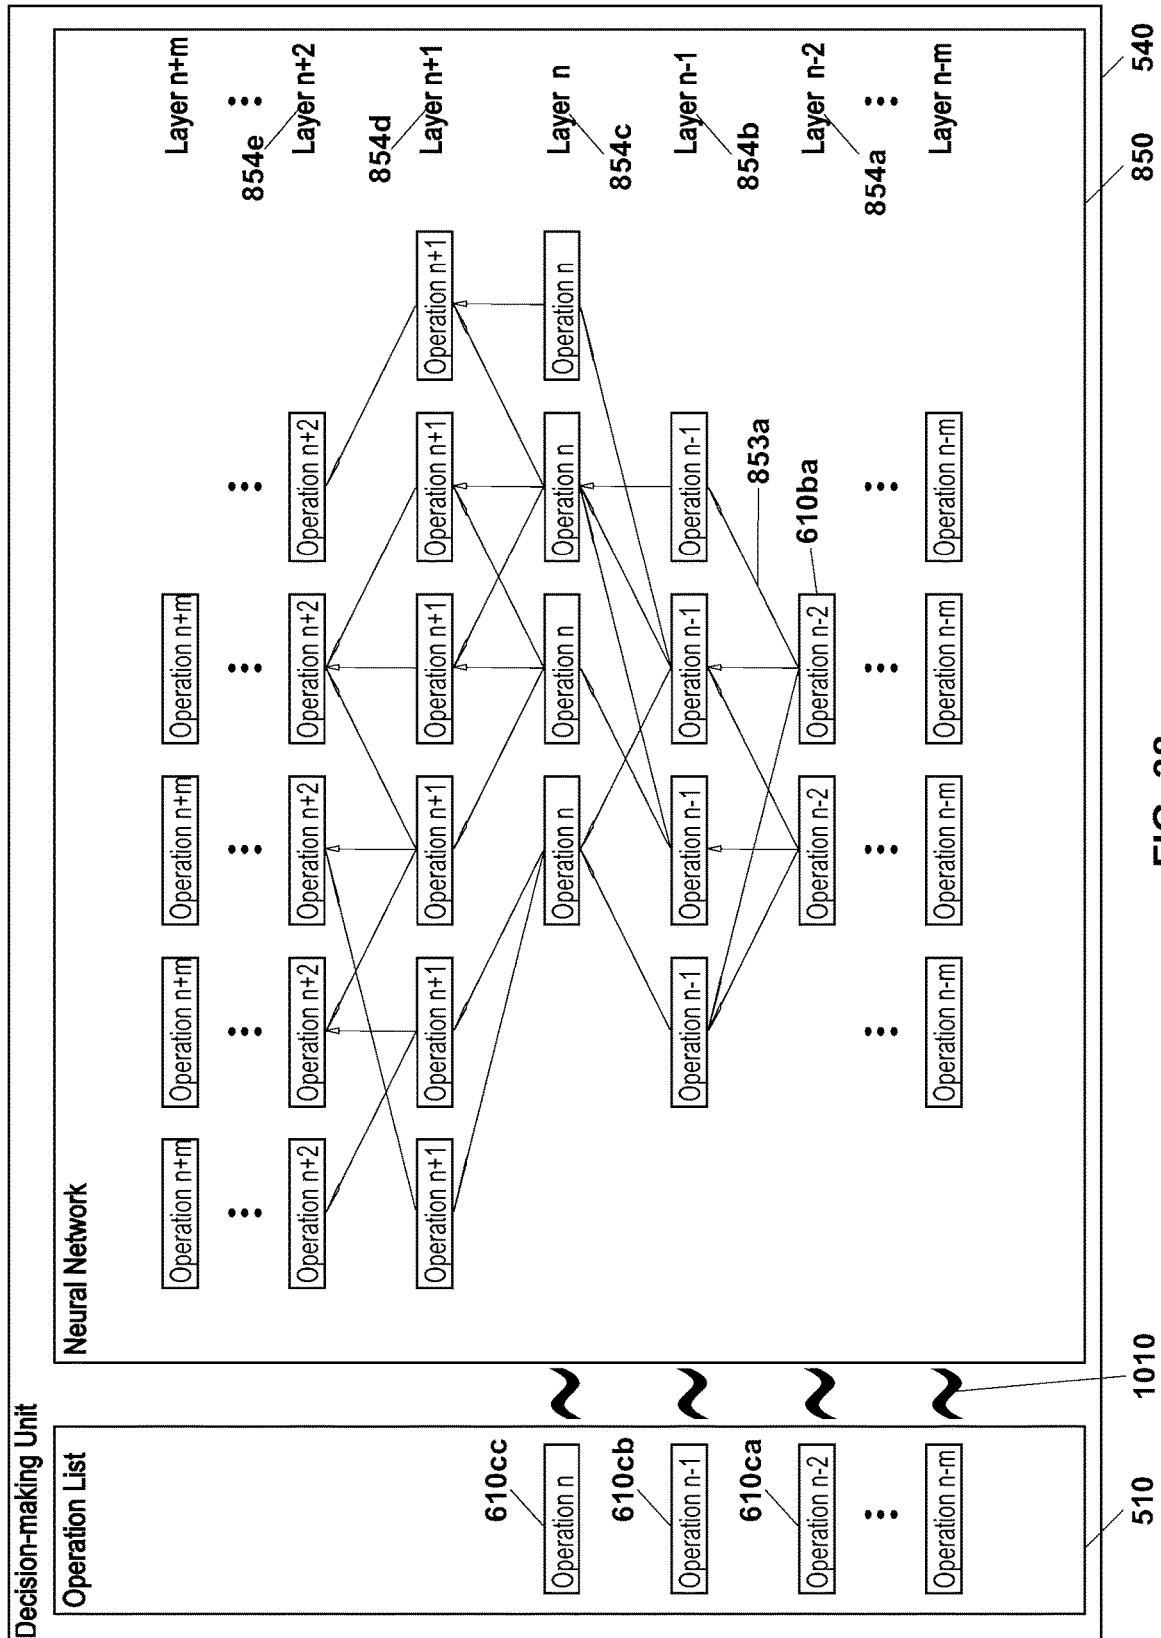 Decision-making Unit
Operation List
Neural Network
Operation n+m
Operation n+m
Operation n+m
Operation n+m
Layer n+m
Operation n+2
Operation n+2
Operation n+2
Operation n+2
Operation n+2
854e
Layer n+2
Operation n+1
Operation n+1
Operation n+1
Operation n+1
Operation n+1
Operation n+1
854d
Layer n+1
610cc
Operation n
Operation n
Operation n
Operation n
Operation n
Layer n
854c
610cb
Operation n-1
Operation n-1
Operation n-1
Operation n-1
Operation n-1
Layer n-1
854b
853a
610ca
Operation n-2
Operation n-2
Operation n-2
610ba
Layer n-2
854a
Operation n-m
Operation n-m
Operation n-m
Operation n-m
Operation n-m
Layer n-m
510
1010
850
540
FIG.